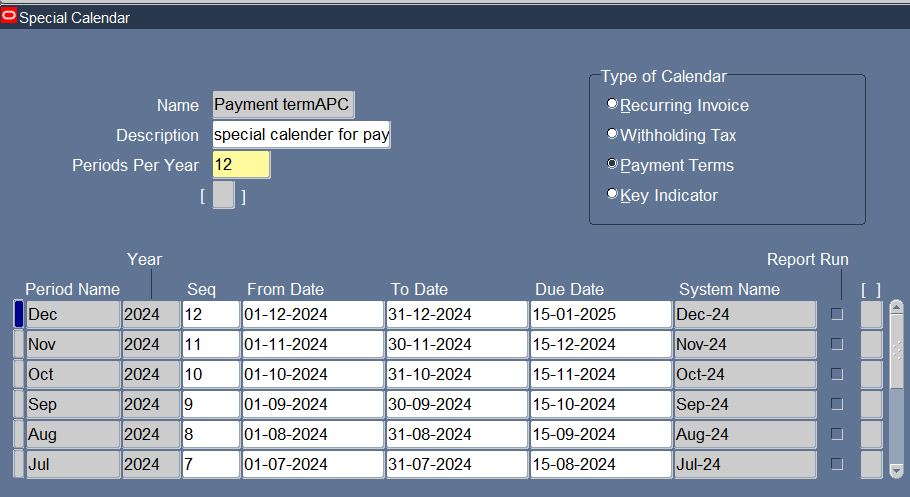 Special Calendar
Type of Calendar
Name Payment termAPC
Recurring Invoice
Description special calender for pay
Withholding Tax
Periods Per Year 12
Payment Terms
[ ]
Key Indicator
Year Report Run
Period Name Seq From Date To Date Due Date System Name [ ]
Dec 2024 12 01-12-2024 31-12-2024 15-01-2025 Dec-24
Nov 2024 11 01-11-2024 30-11-2024 15-12-2024 Nov-24
Oct 2024 10 01-10-2024 31-10-2024 15-11-2024 Oct-24
Sep 2024 9 01-09-2024 30-09-2024 15-10-2024 Sep-24
Aug 2024 8 01-08-2024 31-08-2024 15-09-2024 Aug-24
Jul 2024 7 01-07-2024 31-07-2024 15-08-2024 Jul-24